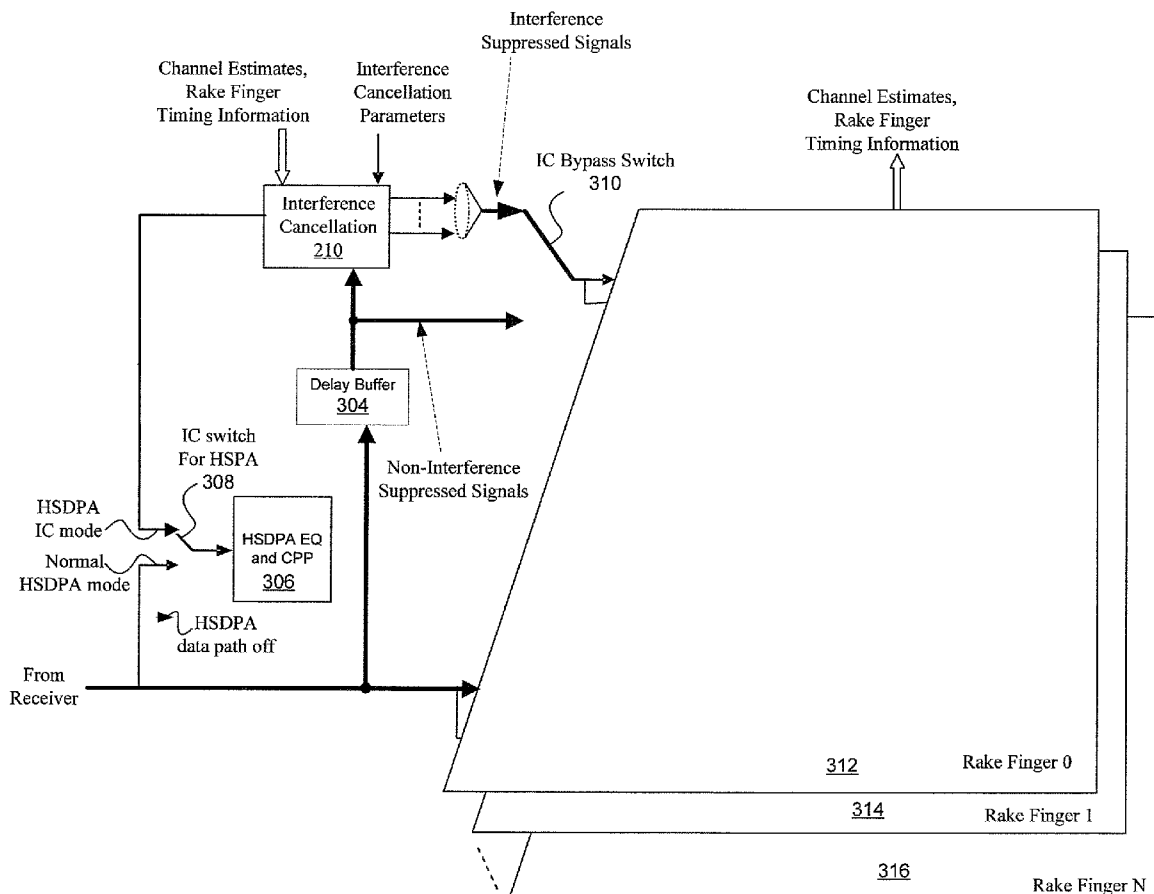 Interference
Suppressed Signals
Channel Estimates,
Rake Finger
Timing Information
Interference
Cancellation
Parameters
Channel Estimates,
Rake Finger
Timing Information
IC Bypass Switch
310
Interference
Cancellation
210
Delay Buffer
304
IC switch
For HSPA
308
Non-Interference
Suppressed Signals
HSDPA
IC mode
Normal
HSDPA mode
HSDPA EQ
and CPP
306
HSDPA
data path off
From
Receiver
312
Rake Finger 0
314
Rake Finger 1
316
Rake Finger N